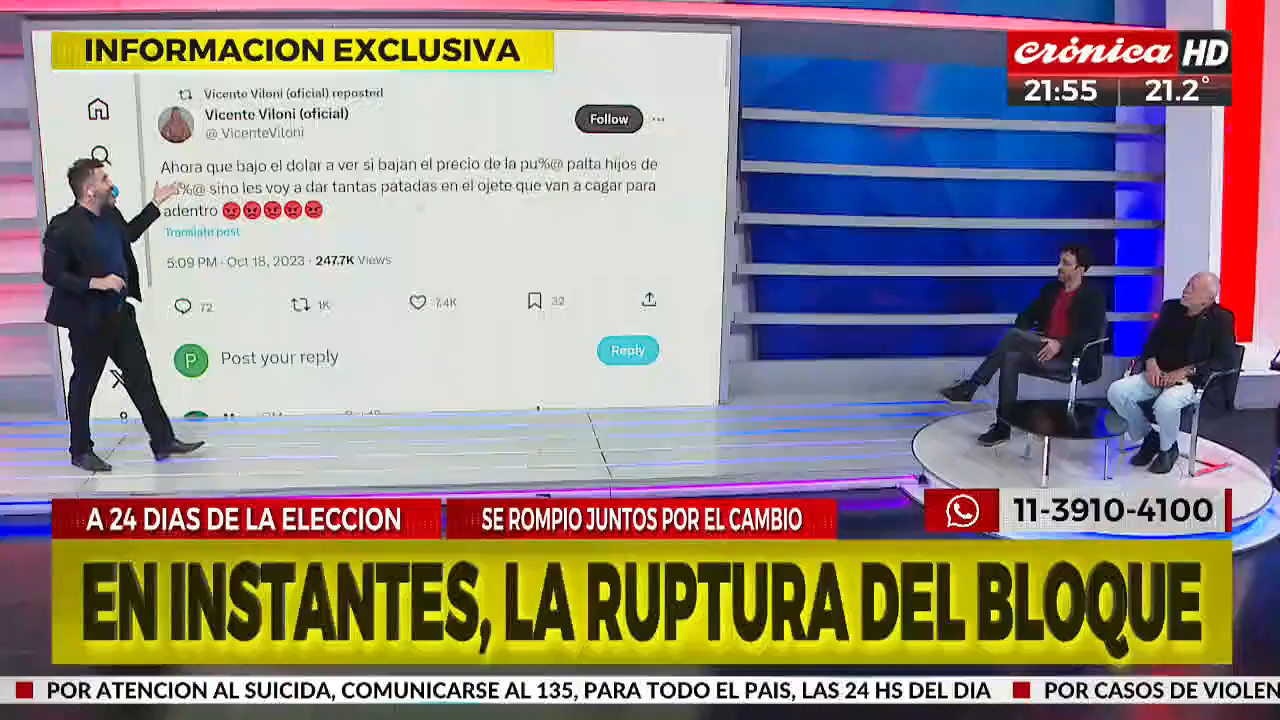 INFORMACION EXCLUSIVA
crónica HD
21:55 21.2°
Vicente Viloni (oficial) reposted
Vicente Viloni (oficial)
@VicenteViloni
Follow
Ahora que bajo el dolar a ver si bajan el precio de la pu%@ palta hijos de
%@ sino les voy a dar tantas patadas en el ojete que van a cagar para
adentro 😡😡😡😡😡
Translate post
5:09 PM · Oct 18, 2023 · 247.7K Views
72 1K 7.4K 32
P Post your reply
Reply
A 24 DIAS DE LA ELECCION
SE ROMPIO JUNTOS POR EL CAMBIO
11-3910-4100
EN INSTANTES, LA RUPTURA DEL BLOQUE
POR ATENCION AL SUICIDA, COMUNICARSE AL 135, PARA TODO EL PAIS, LAS 24 HS DEL DIA
POR CASOS DE VIOLEN